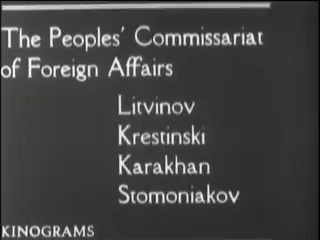 The Peoples' Commissariat
of Foreign Affairs
Litvinov
Krestinski
Karakhan
Stomoniakov
KINOGRAMS